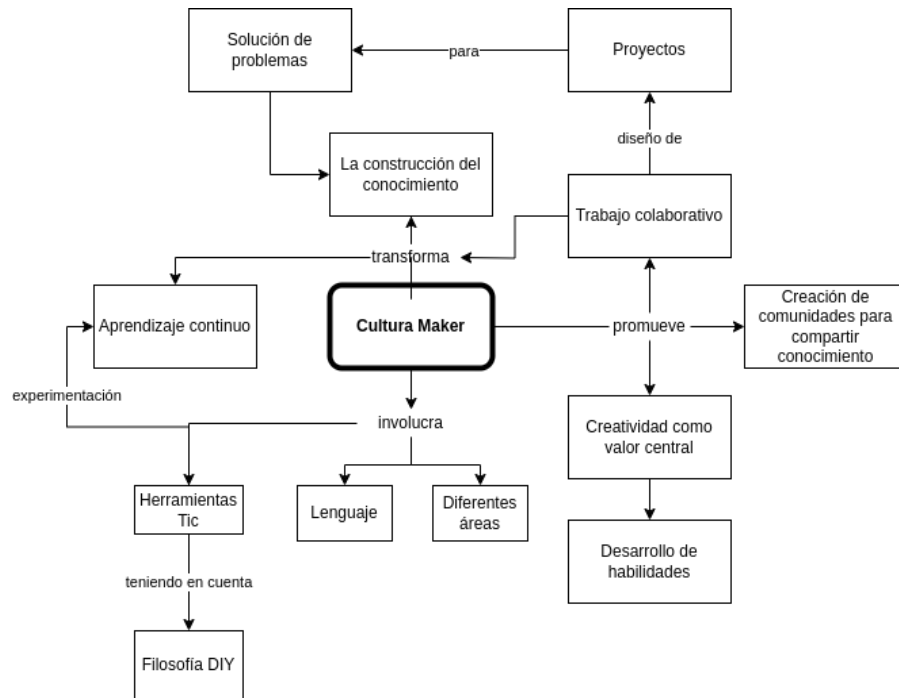 Solución de
problemas
para
Proyectos
diseño de
La construcción del
conocimiento
Trabajo colaborativo
transforma
Aprendizaje continuo
Cultura Maker
promueve
Creación de
comunidades para
compartir
conocimiento
experimentación
involucra
Creatividad como
valor central
Herramientas
Tic
Lenguaje
Diferentes
áreas
Desarrollo de
habilidades
teniendo en cuenta
Filosofía DIY